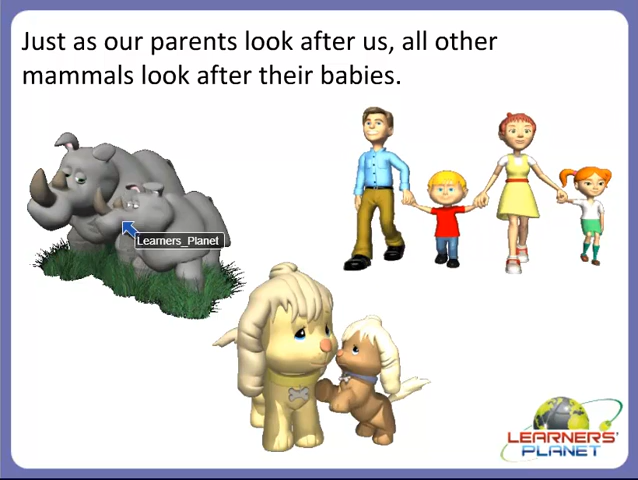 Just as our parents look after us, all other
mammals look after their babies.
Learners_Planet
LEARNERS'
PLANET